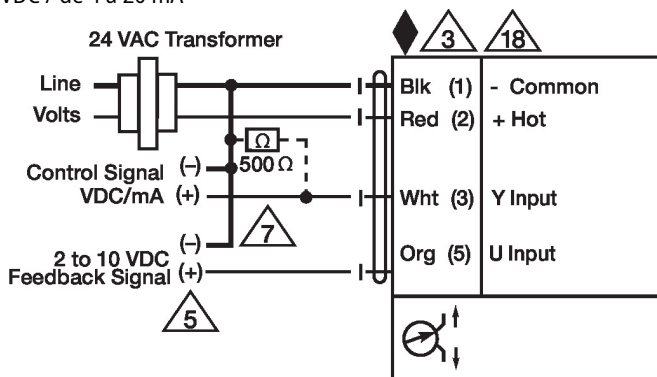 VDC / de 4 à 20 mA
24 VAC Transformer
3
18
Line
Volts
Blk (1) - Common
Red (2) + Hot
Ω
500 Ω
Control Signal (–)
VDC/mA (+)
Wht (3) Y Input
7
(–)
2 to 10 VDC
Feedback Signal (+)
Org (5) U Input
5